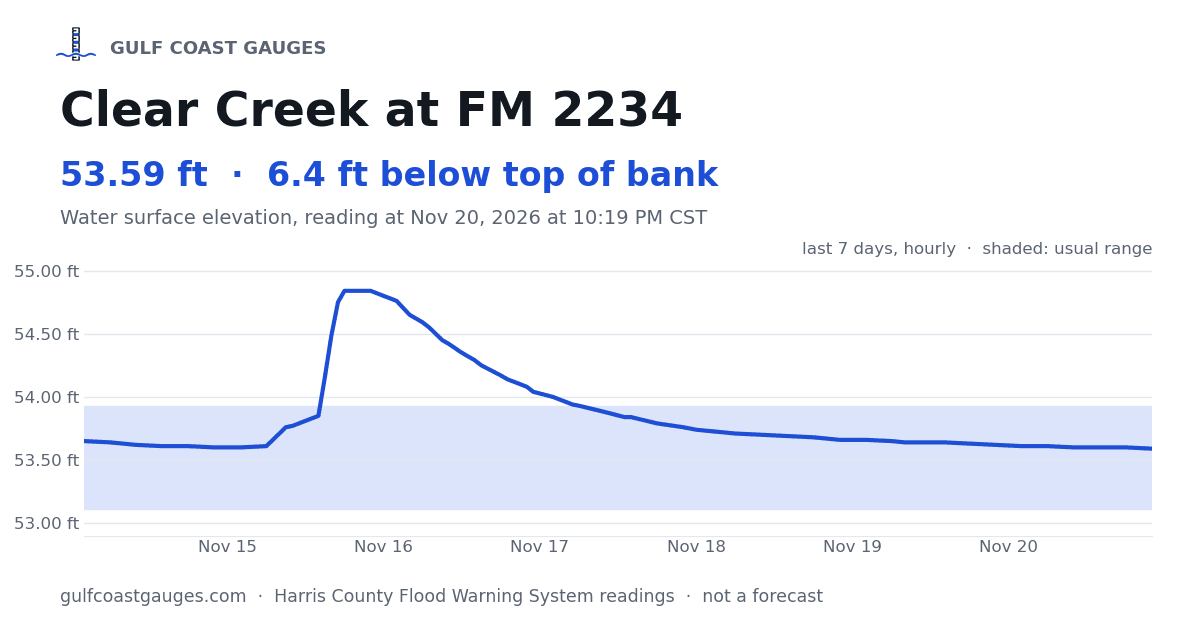 GULF COAST GAUGES
Clear Creek at FM 2234
53.59 ft · 6.4 ft below top of bank
Water surface elevation, reading at Nov 20, 2026 at 10:19 PM CST
last 7 days, hourly · shaded: usual range
55.00 ft
54.50 ft
54.00 ft
53.50 ft
53.00 ft
Nov 15 Nov 16 Nov 17 Nov 18 Nov 19 Nov 20
gulfcoastgauges.com · Harris County Flood Warning System readings · not a forecast